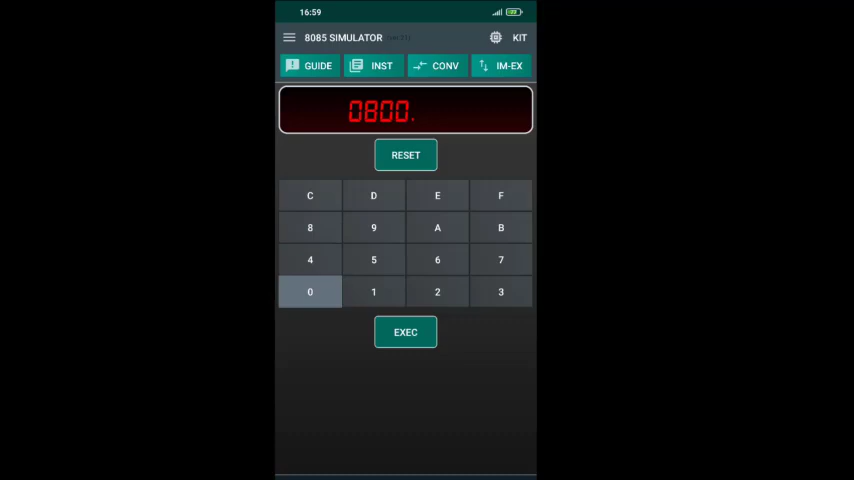 16:59
8085 SIMULATOR
KIT
GUIDE INST CONV IM-EX
0800.
RESET
C D E F
8 9 A B
4 5 6 7
0 1 2 3
EXEC